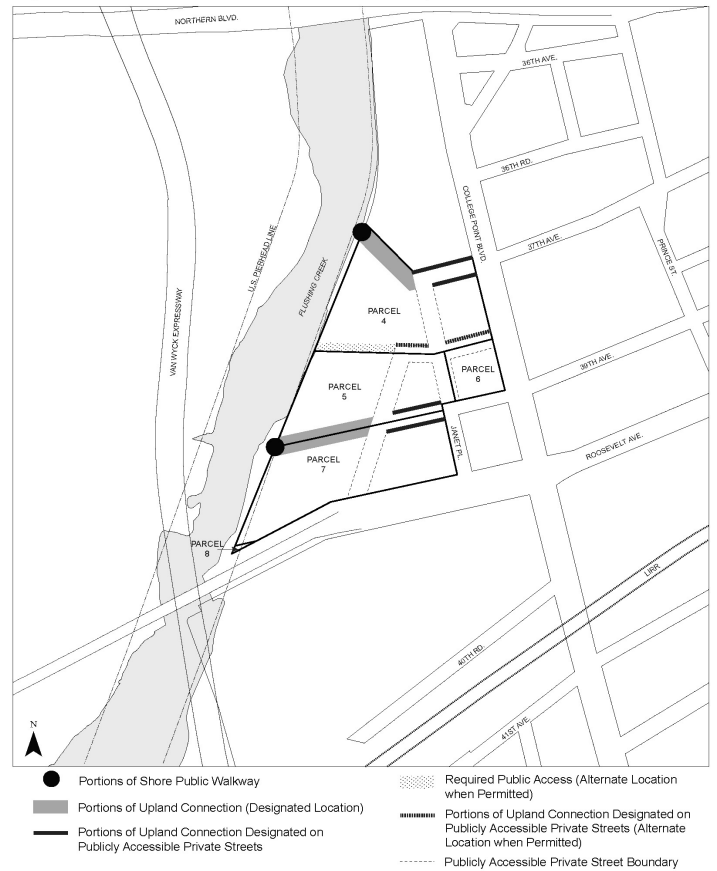 NORTHERN BLVD.
36TH AVE.
36TH RD.
COLLEGE POINT BLVD.
37TH AVE.
PRINCE ST.
U.S. PIERHEAD LINE
FLUSHING CREEK
VAN WYCK EXPRESSWAY
PARCEL
4
39TH AVE.
PARCEL
6
PARCEL
5
JANET PL.
ROOSEVELT AVE.
PARCEL
7
PARCEL
8
LIRR
40TH RD.
41ST AVE.
N
Portions of Shore Public Walkway
Portions of Upland Connection (Designated Location)
Portions of Upland Connection Designated on
Publicly Accessible Private Streets
Required Public Access (Alternate Location
when Permitted)
Portions of Upland Connection Designated on
Publicly Accessible Private Streets (Alternate
Location when Permitted)
Publicly Accessible Private Street Boundary